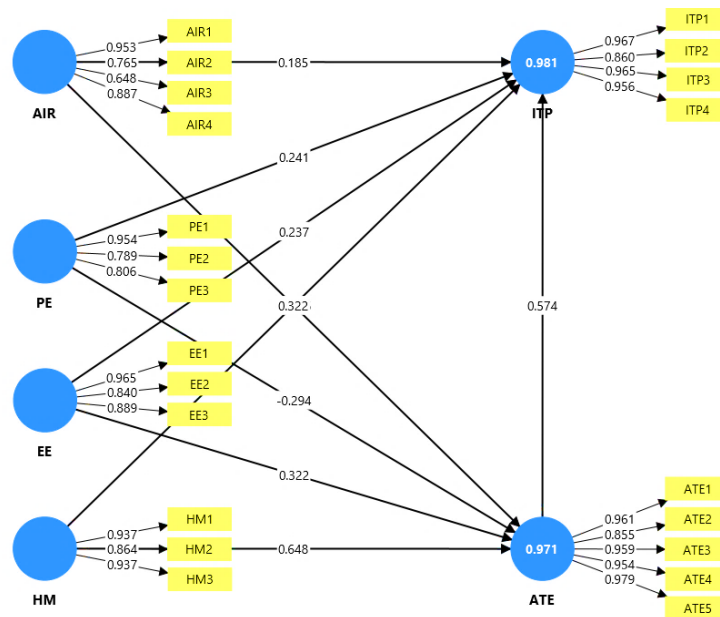 0.953
0.765
0.648
0.887
AIR1
AIR2
AIR3
AIR4
AIR
0.185
0.981
ITP
0.967
0.860
0.965
0.956
ITP1
ITP2
ITP3
ITP4
0.241
0.954
0.789
0.806
PE1
PE2
PE3
PE
0.237
0.322
0.574
0.965
0.840
0.889
EE1
EE2
EE3
EE
-0.294
0.322
0.937
0.864
0.937
HM1
HM2
HM3
HM
0.648
0.971
ATE
0.961
0.855
0.959
0.954
0.979
ATE1
ATE2
ATE3
ATE4
ATE5